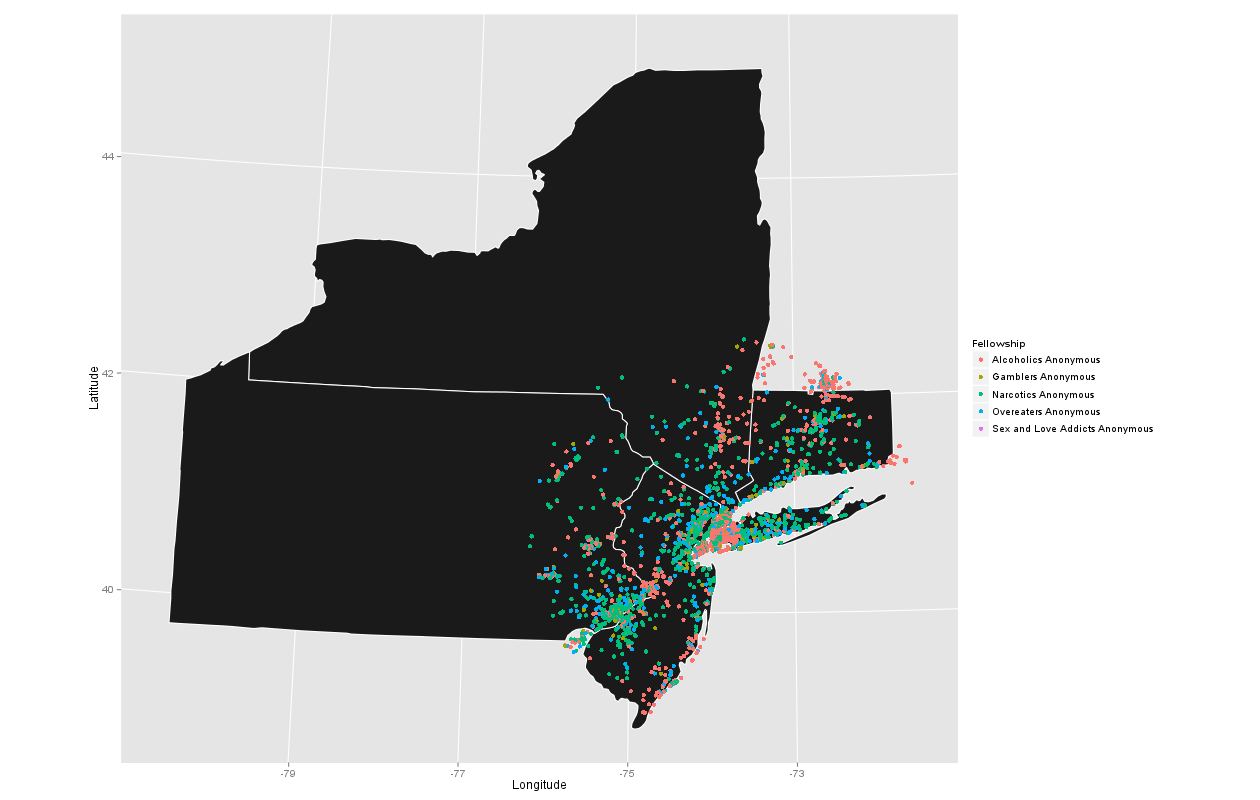 44
42
40
Latitude
-79
-77
-75
-73
Longitude
Fellowship
Alcoholics Anonymous
Gamblers Anonymous
Narcotics Anonymous
Overeaters Anonymous
Sex and Love Addicts Anonymous